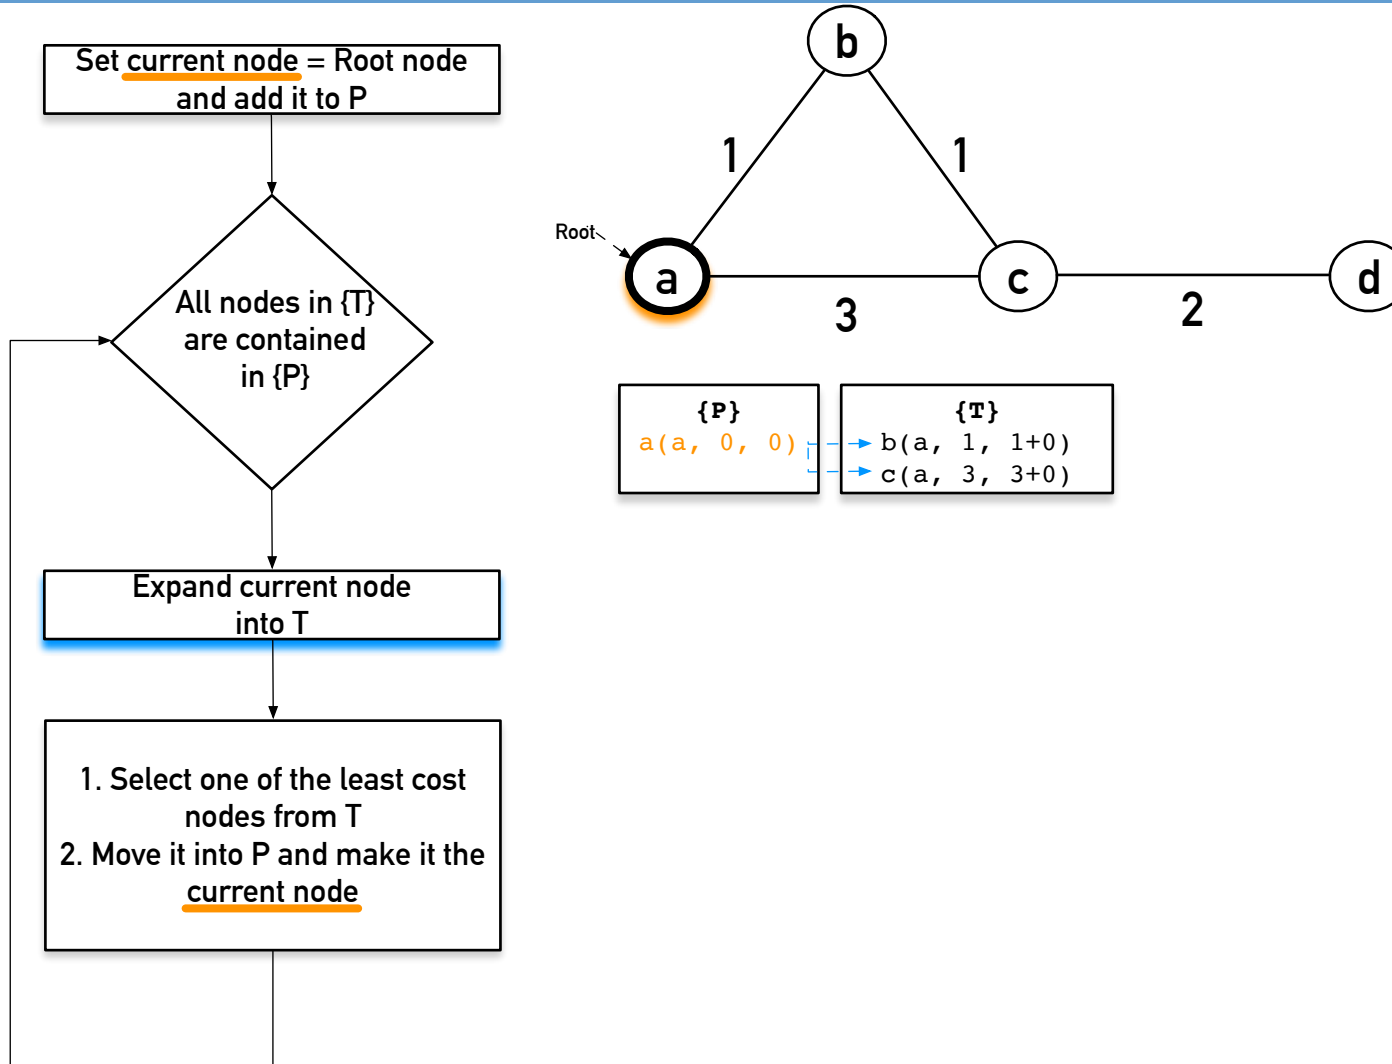 Set current node = Root node
and add it to P
All nodes in {T}
are contained
in {P}
Expand current node
into T
1. Select one of the least cost
nodes from T
2. Move it into P and make it the
current node
b
1
1
Root
a
c
d
3
2
{P}
a(a, 0, 0)
{T}
b(a, 1, 1+0)
c(a, 3, 3+0)